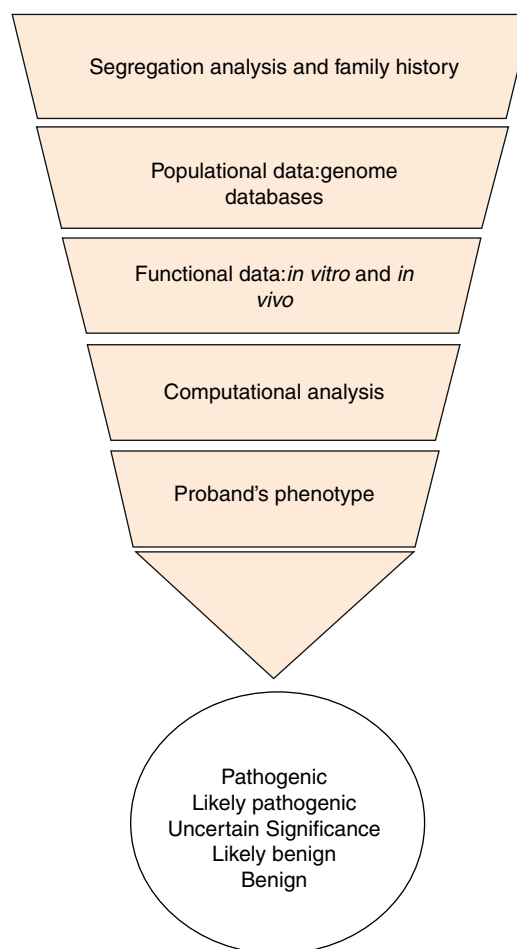 Segregation analysis and family history
Populational data:genome
databases
Functional data:in vitro and in
vivo
Computational analysis
Proband's phenotype
Pathogenic
Likely pathogenic
Uncertain Significance
Likely benign
Benign